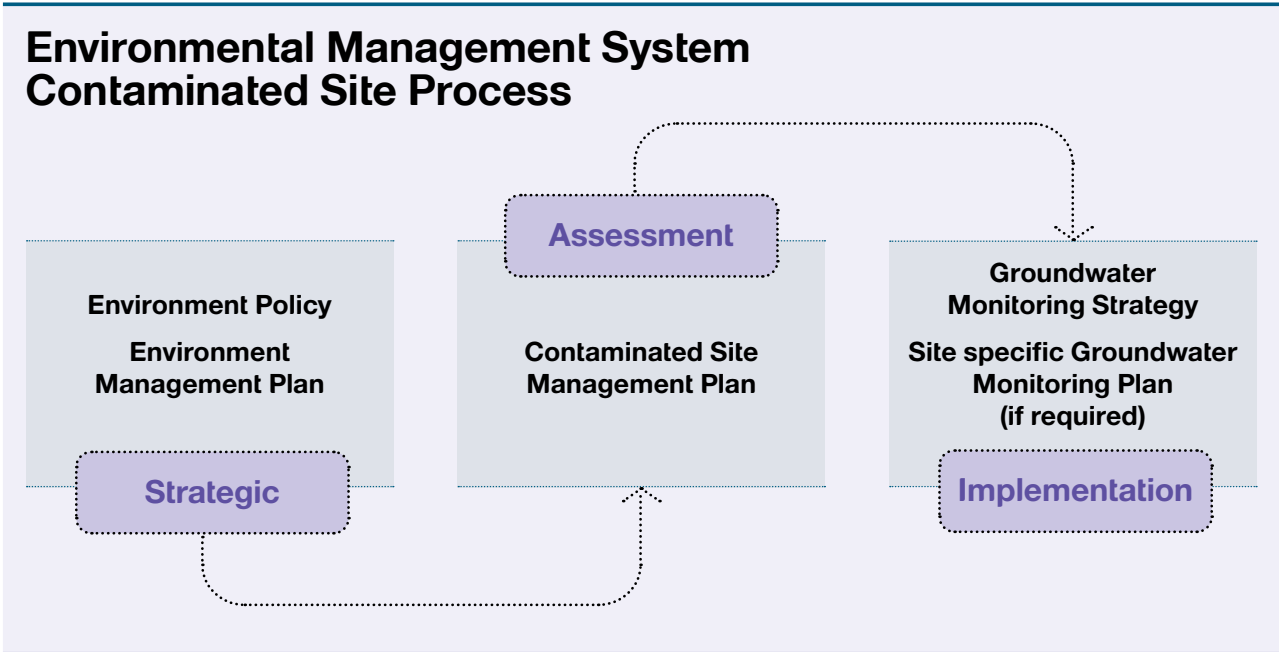 Environmental Management System
Contaminated Site Process
Environment Policy
Environment
Management Plan
Strategic
Assessment
Contaminated Site
Management Plan
Groundwater
Monitoring Strategy
Site specific Groundwater
Monitoring Plan
(if required)
Implementation